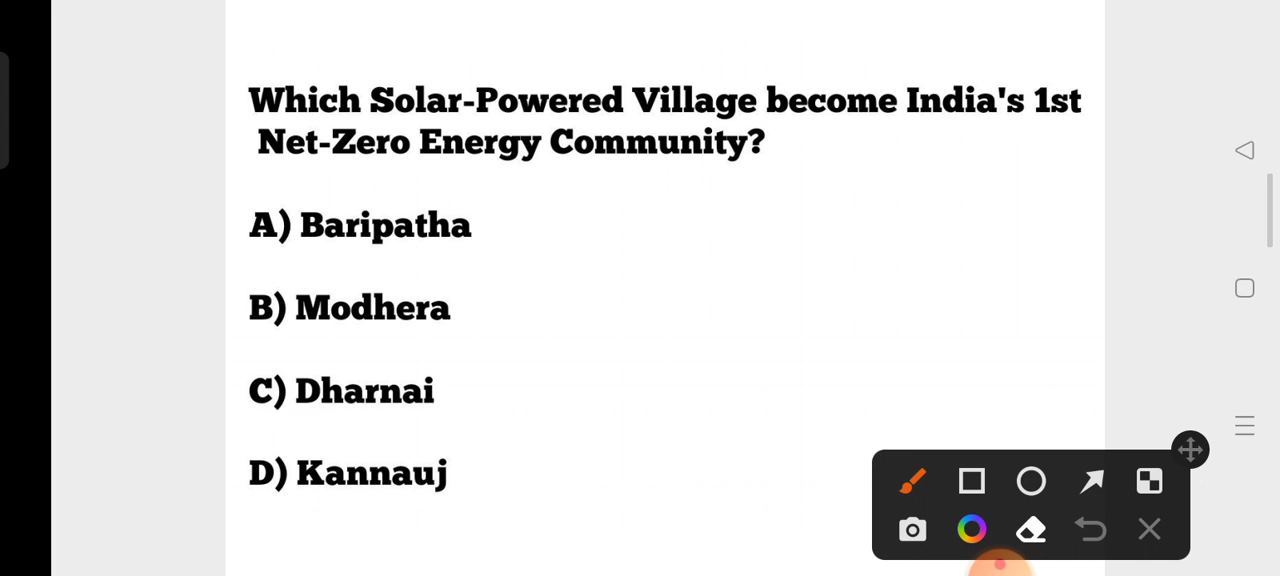 Which Solar-Powered Village become India's 1st
Net-Zero Energy Community?
A) Baripatha
B) Modhera
C) Dharnai
D) Kannauj